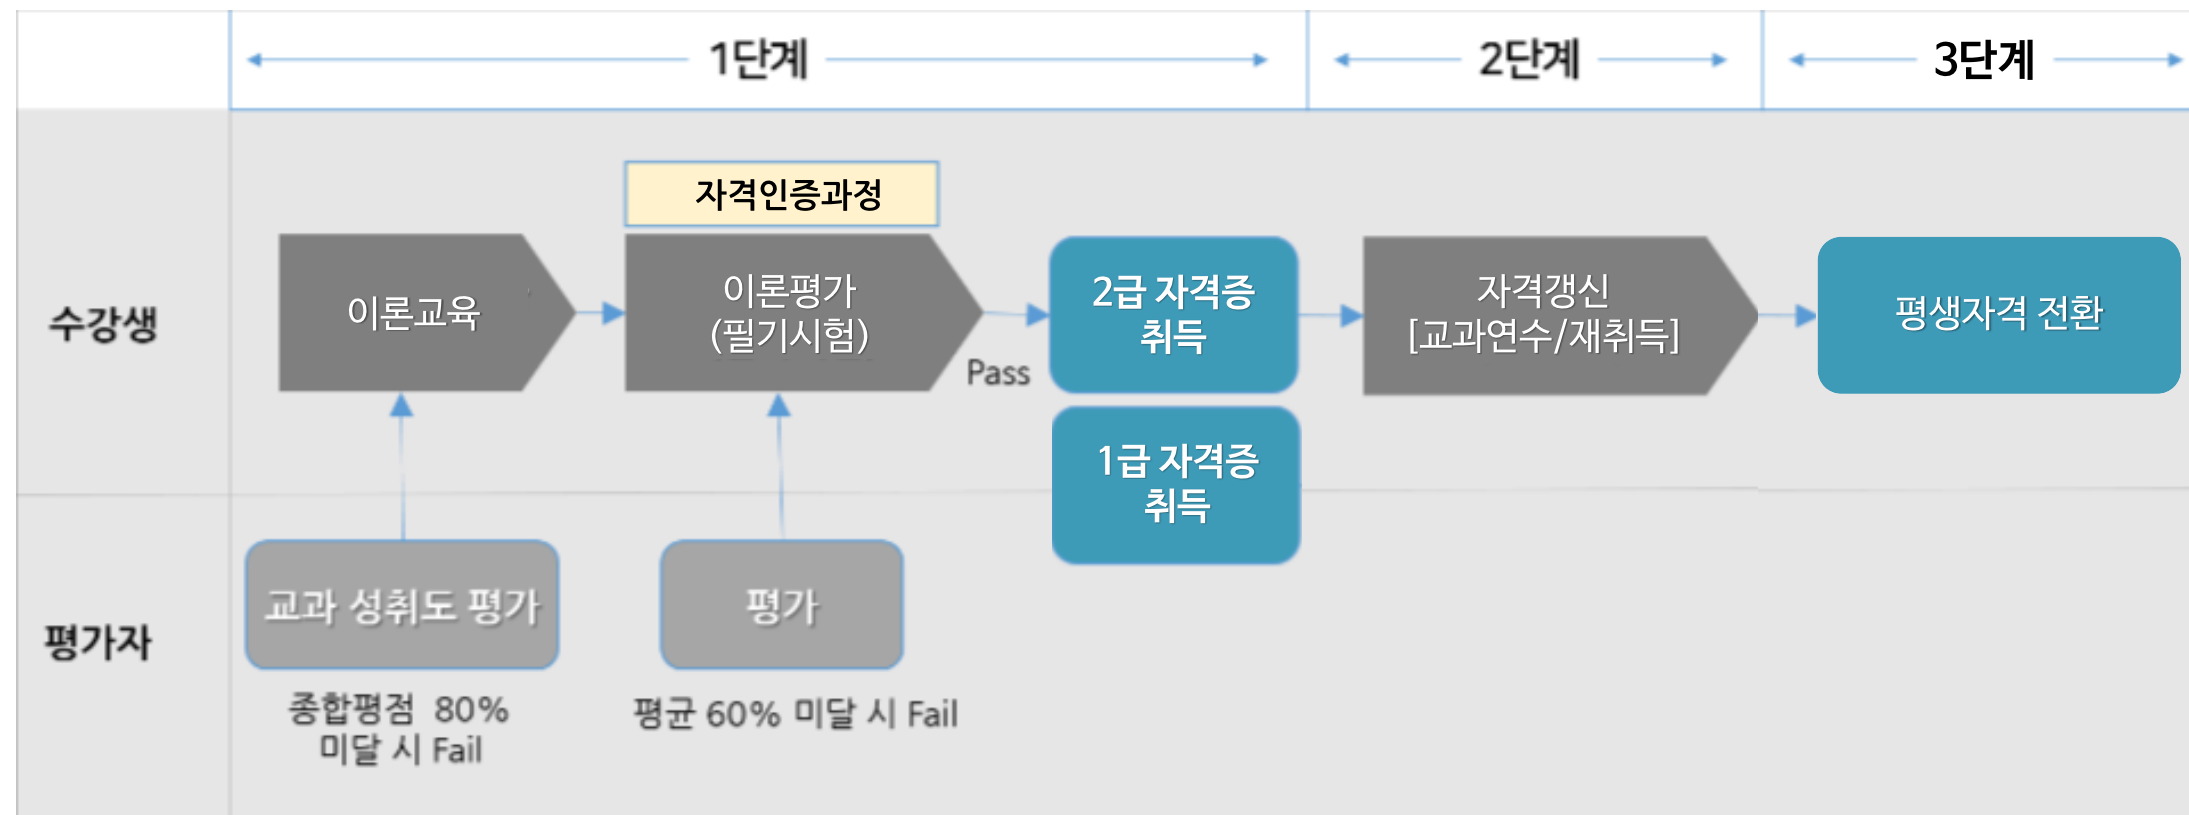 1단계
2단계
3단계
수강생
자격인증과정
이론교육
이론평가
(필기시험)
Pass
2급 자격증
취득
1급 자격증
취득
자격갱신
[교과연수/재취득]
평생자격 전환
평가자
교과 성취도 평가
종합평점 80%
미달 시 Fail
평가
평균 60% 미달 시 Fail